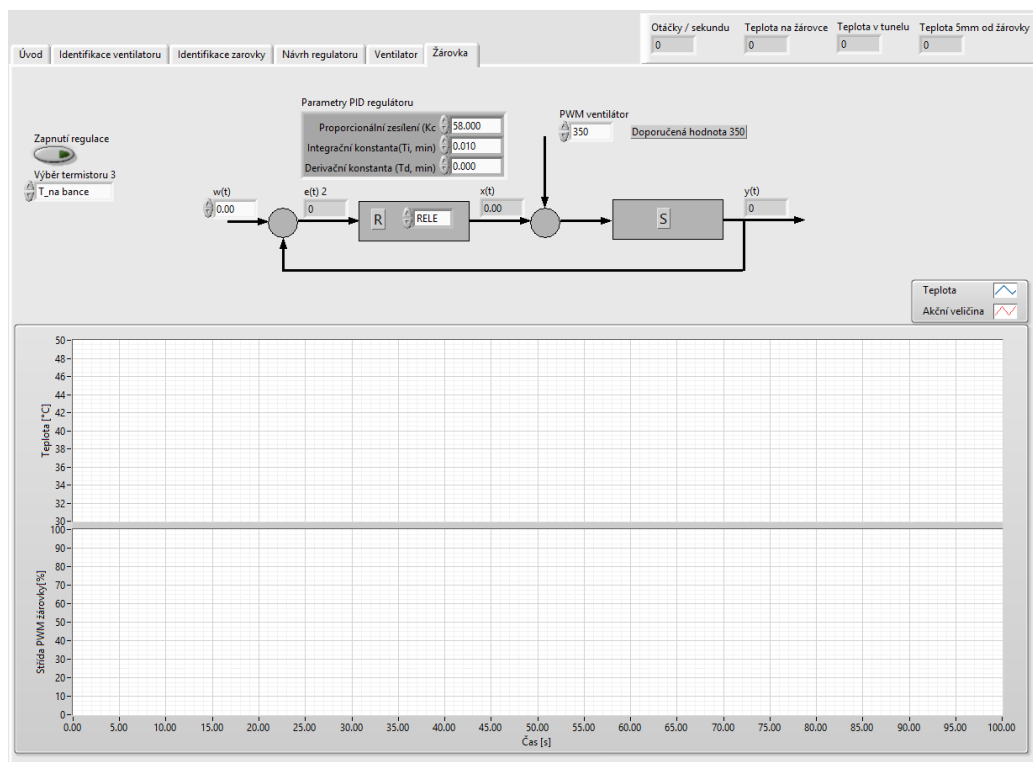 Otáčky / sekundu Teplota na žárovce Teplota v tunelu Teplota 5mm od žárovky
0 0 0 0
Úvod Identifikace ventilatoru Identifikace zarovky Návrh regulatoru Ventilator Žárovka
Parametry PID regulátoru
Proporcionální zesílení (Kc 58.000
Integrační konstanta(Ti, min) 0.010
Derivační konstanta (Td, min) 0.000
PWM ventilátor
350 Doporučená hodnota 350
Zapnutí regulace
Výběr termistoru 3
T_na bance
w(t) e(t) 2 x(t) y(t)
0.00 0 0.00 0
R RELE S
Teplota
Akční veličina
50
48
46
44
42
40
38
36
34
32
30
Teplota [°C]
100
90
80
70
60
50
40
30
20
10
0
Střída PWM žárovky[%]
0.00 5.00 10.00 15.00 20.00 25.00 30.00 35.00 40.00 45.00 50.00 55.00 60.00 65.00 70.00 75.00 80.00 85.00 90.00 95.00 100.00
Čas [s]